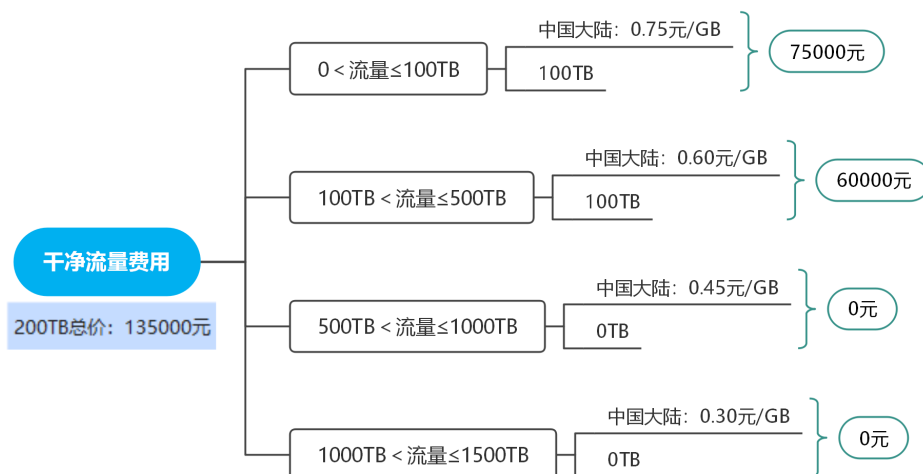 干净流量费用
200TB总价：135000元
0＜流量≤100TB
中国大陆：0.75元/GB
100TB
75000元
100TB＜流量≤500TB
中国大陆：0.60元/GB
100TB
60000元
500TB＜流量≤1000TB
中国大陆：0.45元/GB
0TB
0元
1000TB＜流量≤1500TB
中国大陆：0.30元/GB
0TB
0元